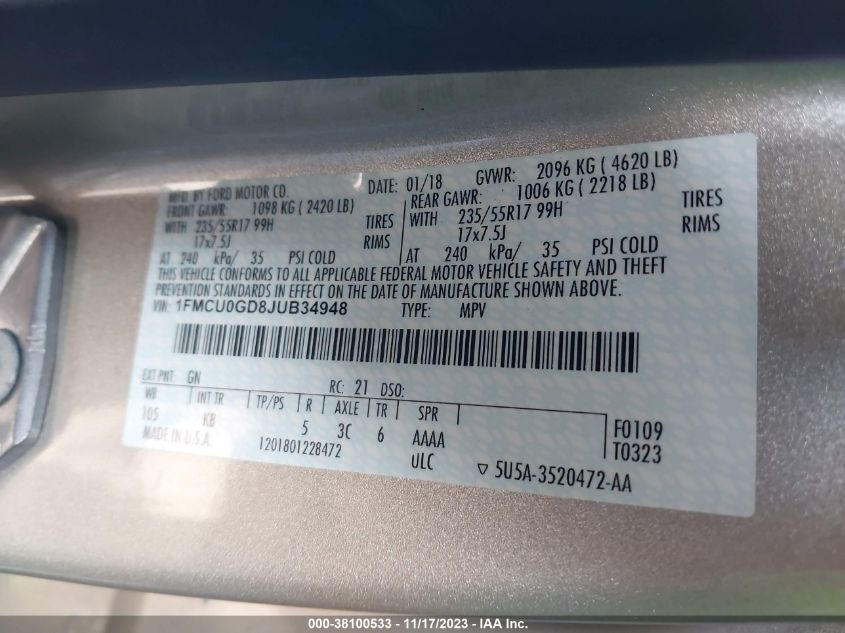 MFD. BY FORD MOTOR CO. DATE: 01/18 GVWR: 2096 KG ( 4620 LB)
FRONT GAWR: 1098 KG ( 2420 LB) REAR GAWR: 1006 KG ( 2218 LB)
WITH 235/55R17 99H TIRES WITH 235/55R17 99H TIRES
17x7.5J RIMS 17x7.5J RIMS
AT 240 kPa/ 35 PSI COLD AT 240 kPa/ 35 PSI COLD
THIS VEHICLE CONFORMS TO ALL APPLICABLE FEDERAL MOTOR VEHICLE SAFETY AND THEFT
PREVENTION STANDARDS IN EFFECT ON THE DATE OF MANUFACTURE SHOWN ABOVE.
VIN: 1FMCU0GD8JUB34948 TYPE: MPV
EXT PNT: GN RC: 21 DSO:
WB INT TR TP/PS R AXLE TR SPR
105 KB 5 3C 6 AAAA F0109
MADE IN U.S.A. 1201801228472 ULC T0323
5U5A-3520472-AA
000-38100533 - 11/17/2023 - IAA Inc.